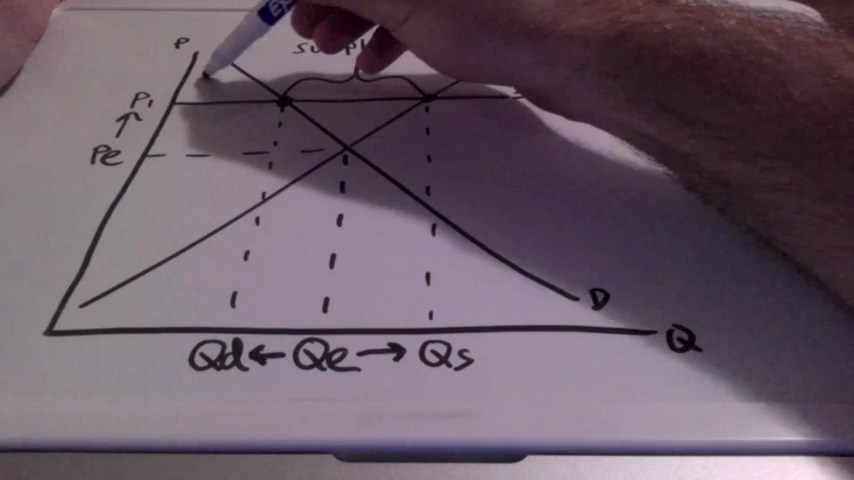 P
P1
Pe
D
Q
Qd ← Qe → Qs